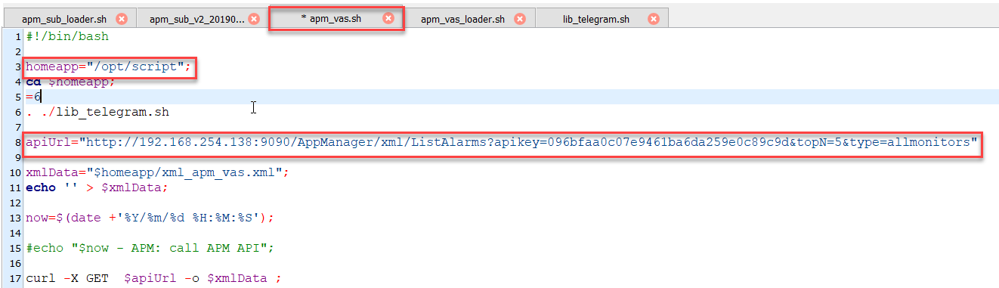 apm_sub_loader.sh apm_sub_v2_20190... * apm_vas.sh apm_vas_loader.sh lib_telegram.sh
1 #!/bin/bash
2
3 homeapp="/opt/script";
4 cd $homeapp;
5 =6
6 . ./lib_telegram.sh
7
8 apiUrl="http://192.168.254.138:9090/AppManager/xml/ListAlarms?apikey=096bfaa0c07e9461ba6da259e0c89c9d&topN=5&type=allmonitors"
9
10 xmlData="$homeapp/xml_apm_vas.xml";
11 echo '' > $xmlData;
12
13 now=$(date +'%Y/%m/%d %H:%M:%S');
14
15 #echo "$now - APM: call APM API";
16
17 curl -X GET  $apiUrl -o $xmlData ;